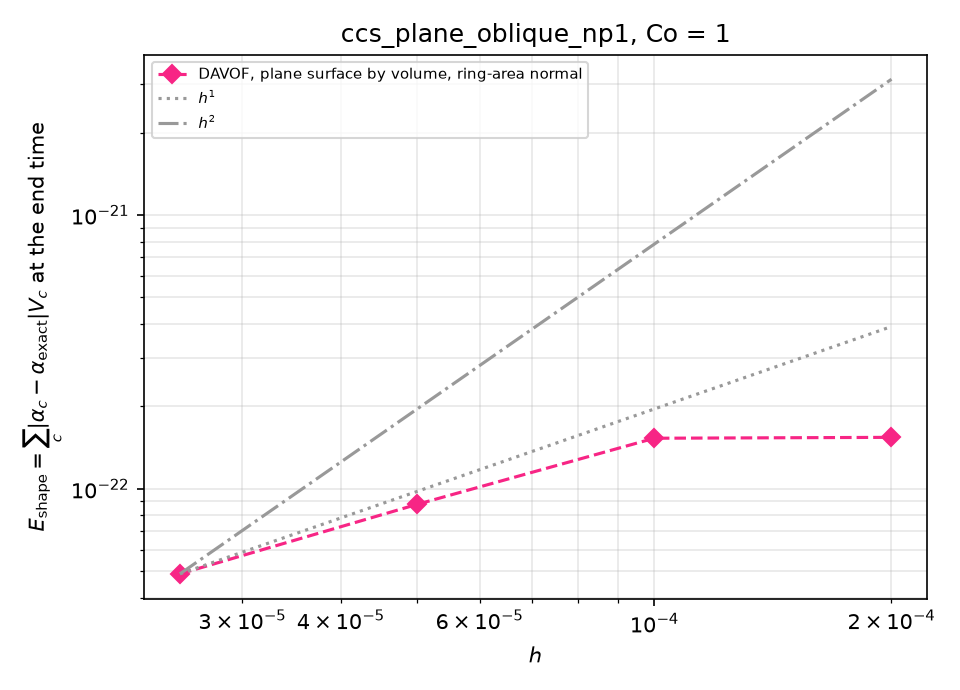 ccs_plane_oblique_np1, Co = 1
DAVOF, plane surface by volume, ring-area normal
h¹
h²
E_shape = ∑_c |α_c − α_exact|V_c at the end time
10⁻²¹
10⁻²²
3 × 10⁻⁵
4 × 10⁻⁵
6 × 10⁻⁵
10⁻⁴
2 × 10⁻⁴
h